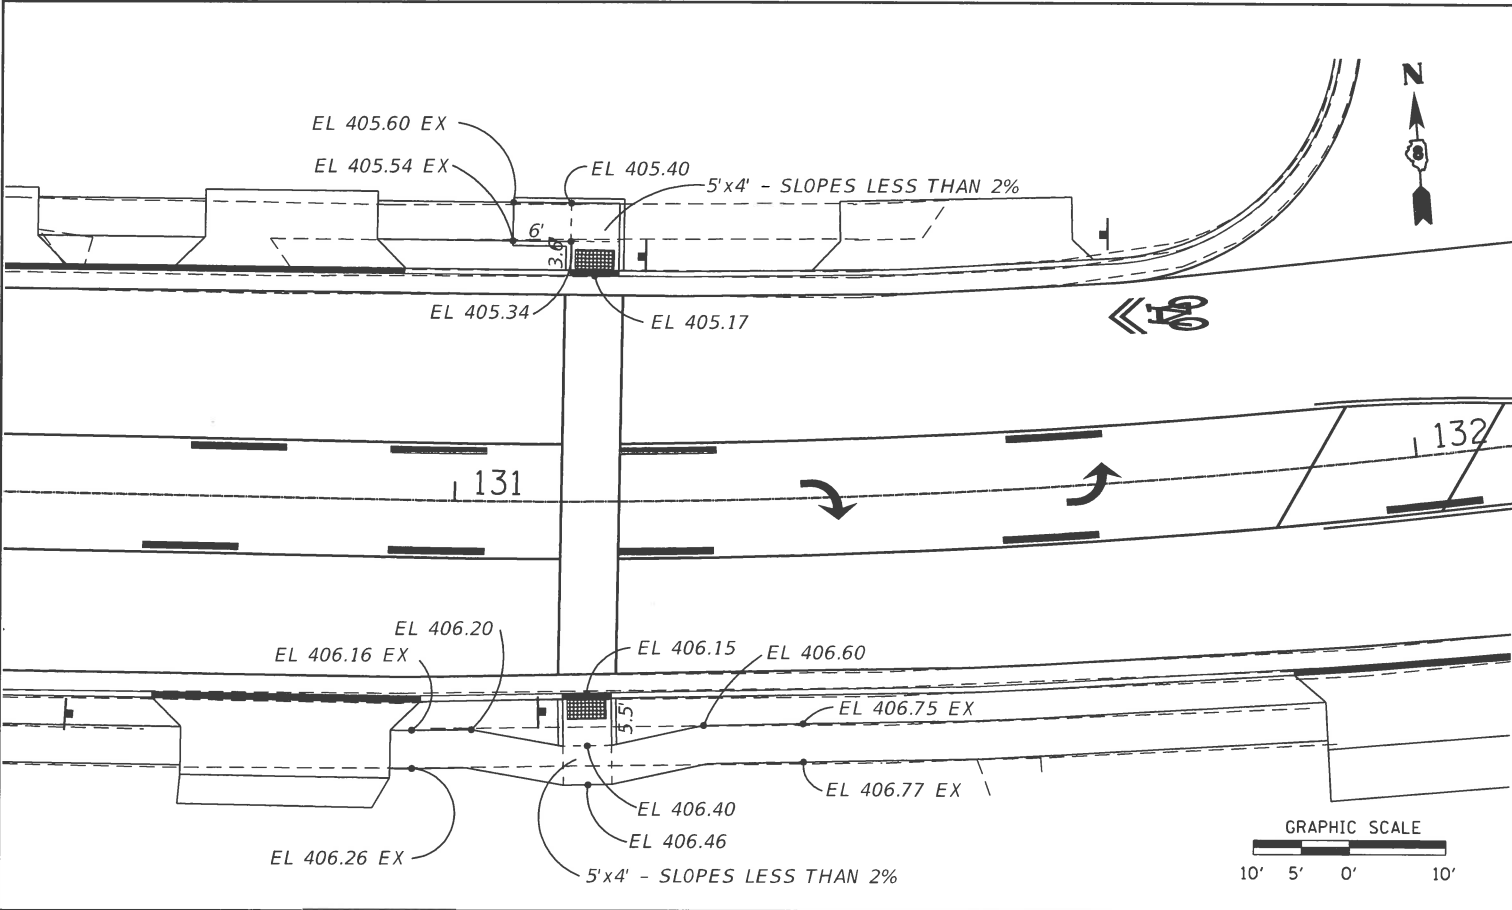 N
EL 405.60 EX
EL 405.54 EX
EL 405.40
5'x4' - SLOPES LESS THAN 2%
6'
3.6'
EL 405.34
EL 405.17
132
131
EL 406.20
EL 406.16 EX
EL 406.15
EL 406.60
EL 406.75 EX
5.5'
EL 406.77 EX
EL 406.40
EL 406.46
EL 406.26 EX
5'x4' - SLOPES LESS THAN 2%
GRAPHIC SCALE
10' 5' 0' 10'